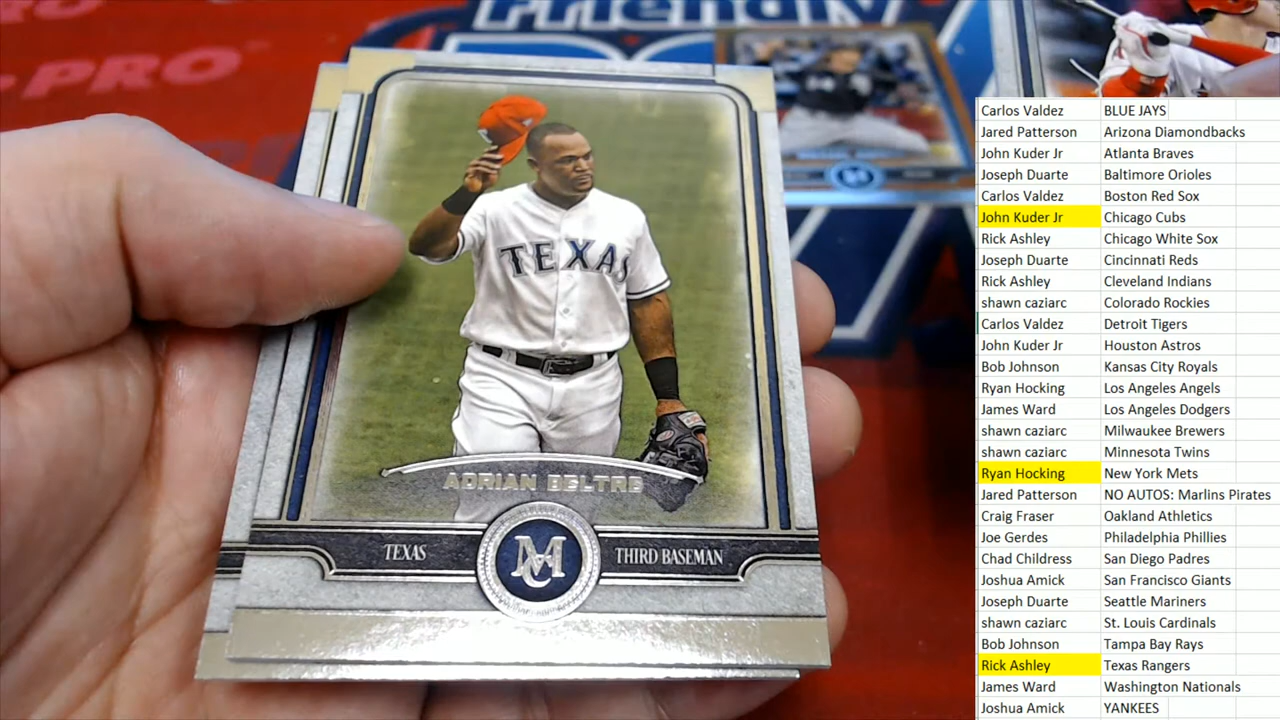 PRO
PRO
Friendly
TEXAS
ADRIAN BELTRE
TEXAS
MC
THIRD BASEMAN
Carlos Valdez BLUE JAYS
Jared Patterson Arizona Diamondbacks
John Kuder Jr Atlanta Braves
Joseph Duarte Baltimore Orioles
Carlos Valdez Boston Red Sox
John Kuder Jr Chicago Cubs
Rick Ashley Chicago White Sox
Joseph Duarte Cincinnati Reds
Rick Ashley Cleveland Indians
shawn caziarc Colorado Rockies
Carlos Valdez Detroit Tigers
John Kuder Jr Houston Astros
Bob Johnson Kansas City Royals
Ryan Hocking Los Angeles Angels
James Ward Los Angeles Dodgers
shawn caziarc Milwaukee Brewers
shawn caziarc Minnesota Twins
Ryan Hocking New York Mets
Jared Patterson NO AUTOS: Marlins Pirates
Craig Fraser Oakland Athletics
Joe Gerdes Philadelphia Phillies
Chad Childress San Diego Padres
Joshua Amick San Francisco Giants
Joseph Duarte Seattle Mariners
shawn caziarc St. Louis Cardinals
Bob Johnson Tampa Bay Rays
Rick Ashley Texas Rangers
James Ward Washington Nationals
Joshua Amick YANKEES